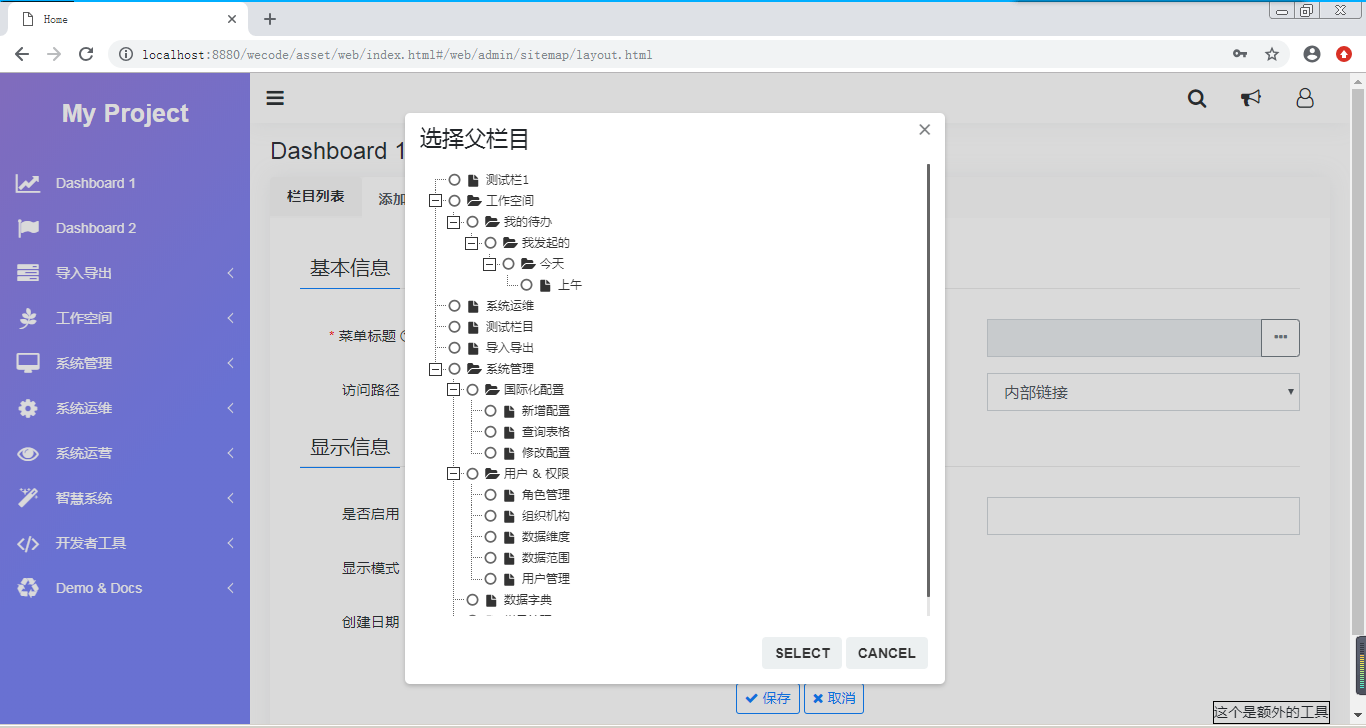 Home
localhost:8880/wecode/asset/web/index.html#/web/admin/sitemap/layout.html
My Project
Dashboard 1
Dashboard 2
导入导出
工作空间
系统管理
系统运维
系统运营
智慧系统
开发者工具
Demo & Docs
Dashboard 1
栏目列表
添加
基本信息
* 菜单标题
访问路径
内部链接
显示信息
是否启用
显示模式
创建日期
选择父栏目
测试栏1
工作空间
我的待办
我发起的
今天
上午
系统运维
测试栏目
导入导出
系统管理
国际化配置
新增配置
查询表格
修改配置
用户 & 权限
角色管理
组织机构
数据维度
数据范围
用户管理
数据字典
SELECT CANCEL
保存 取消
这个是额外的工具